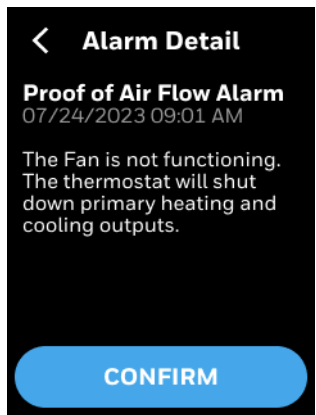 Alarm Detail
Proof of Air Flow Alarm
07/24/2023 09:01 AM
The Fan is not functioning.
The thermostat will shut
down primary heating and
cooling outputs.
CONFIRM